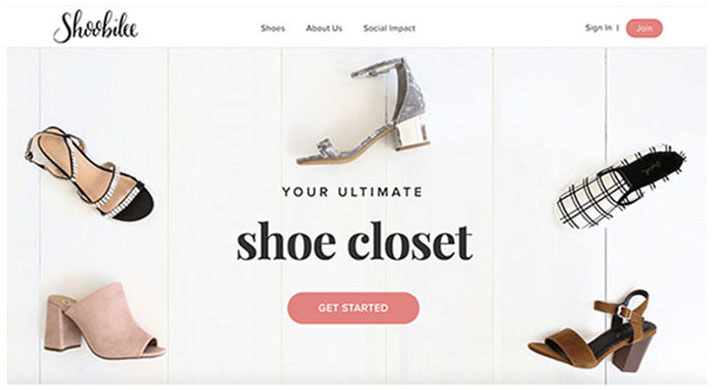 Shoobilee
Shoes About Us Social Impact
Sign In | Join
YOUR ULTIMATE
shoe closet
GET STARTED